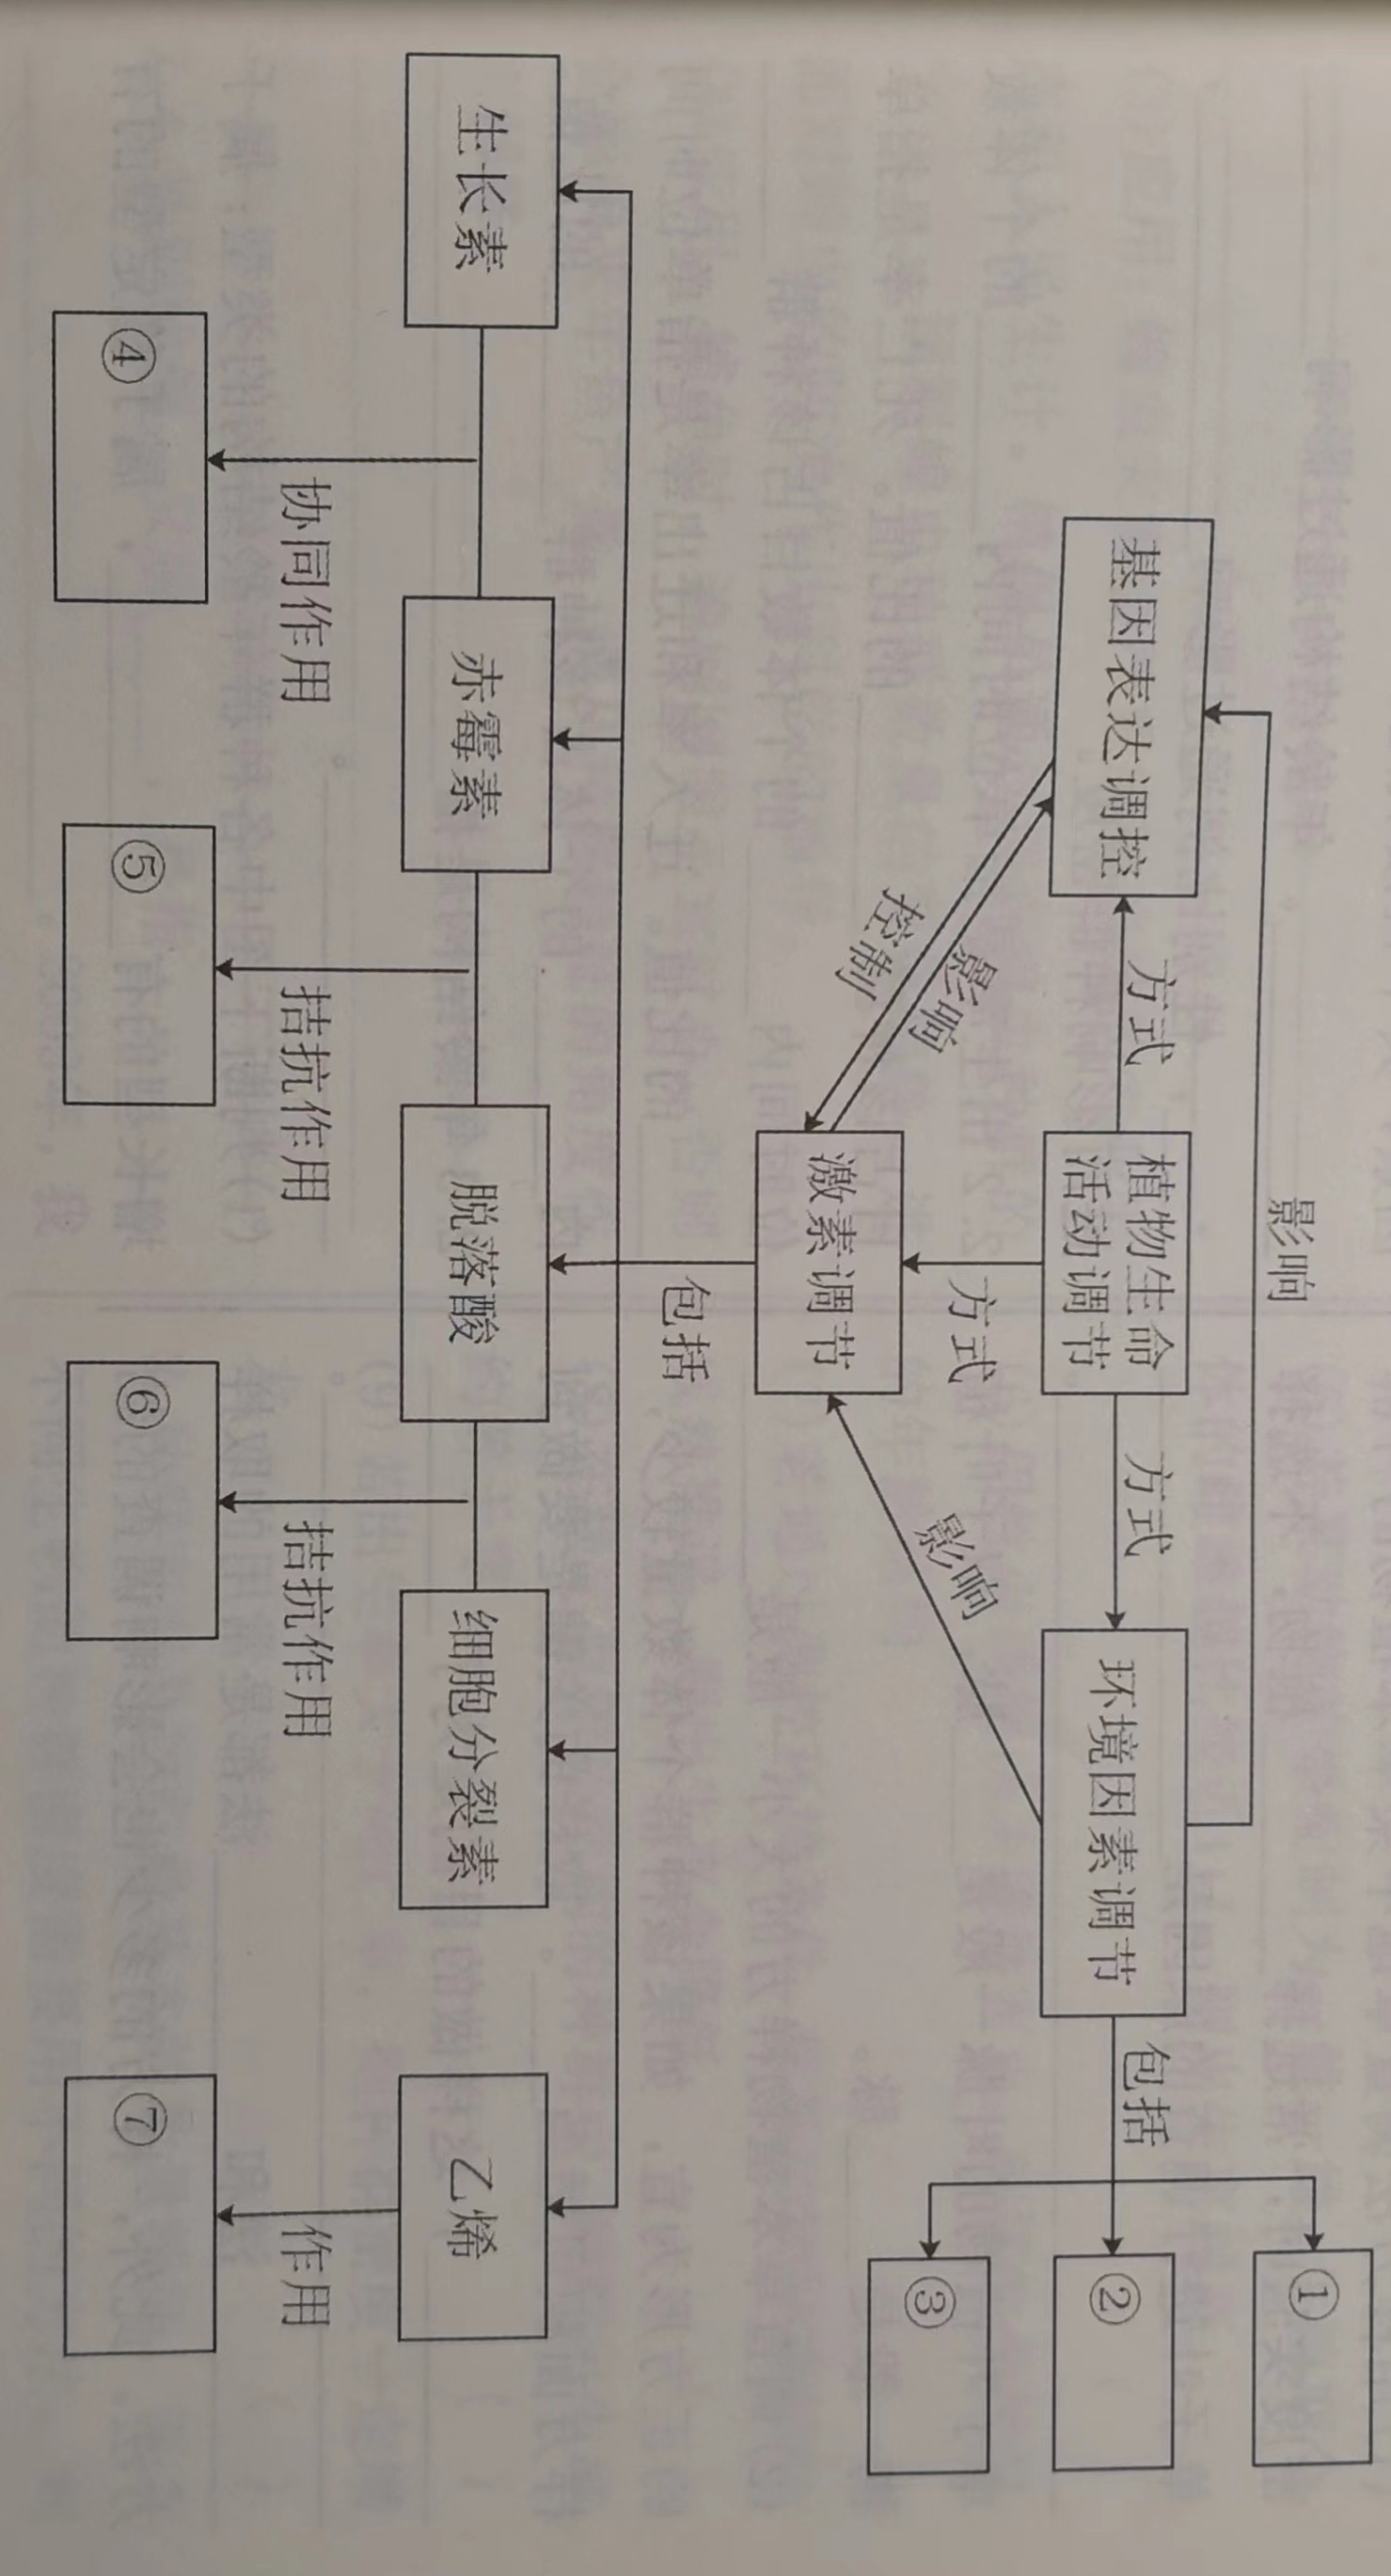 影响
基因表达调控
方式
植物生命
活动调节
方式
环境因素调节
包括
①
②
③
控制
影响
方式
影响
激素调节
包括
生长素
赤霉素
脱落酸
细胞分裂素
乙烯
协同作用
拮抗作用
拮抗作用
作用
④
⑤
⑥
⑦